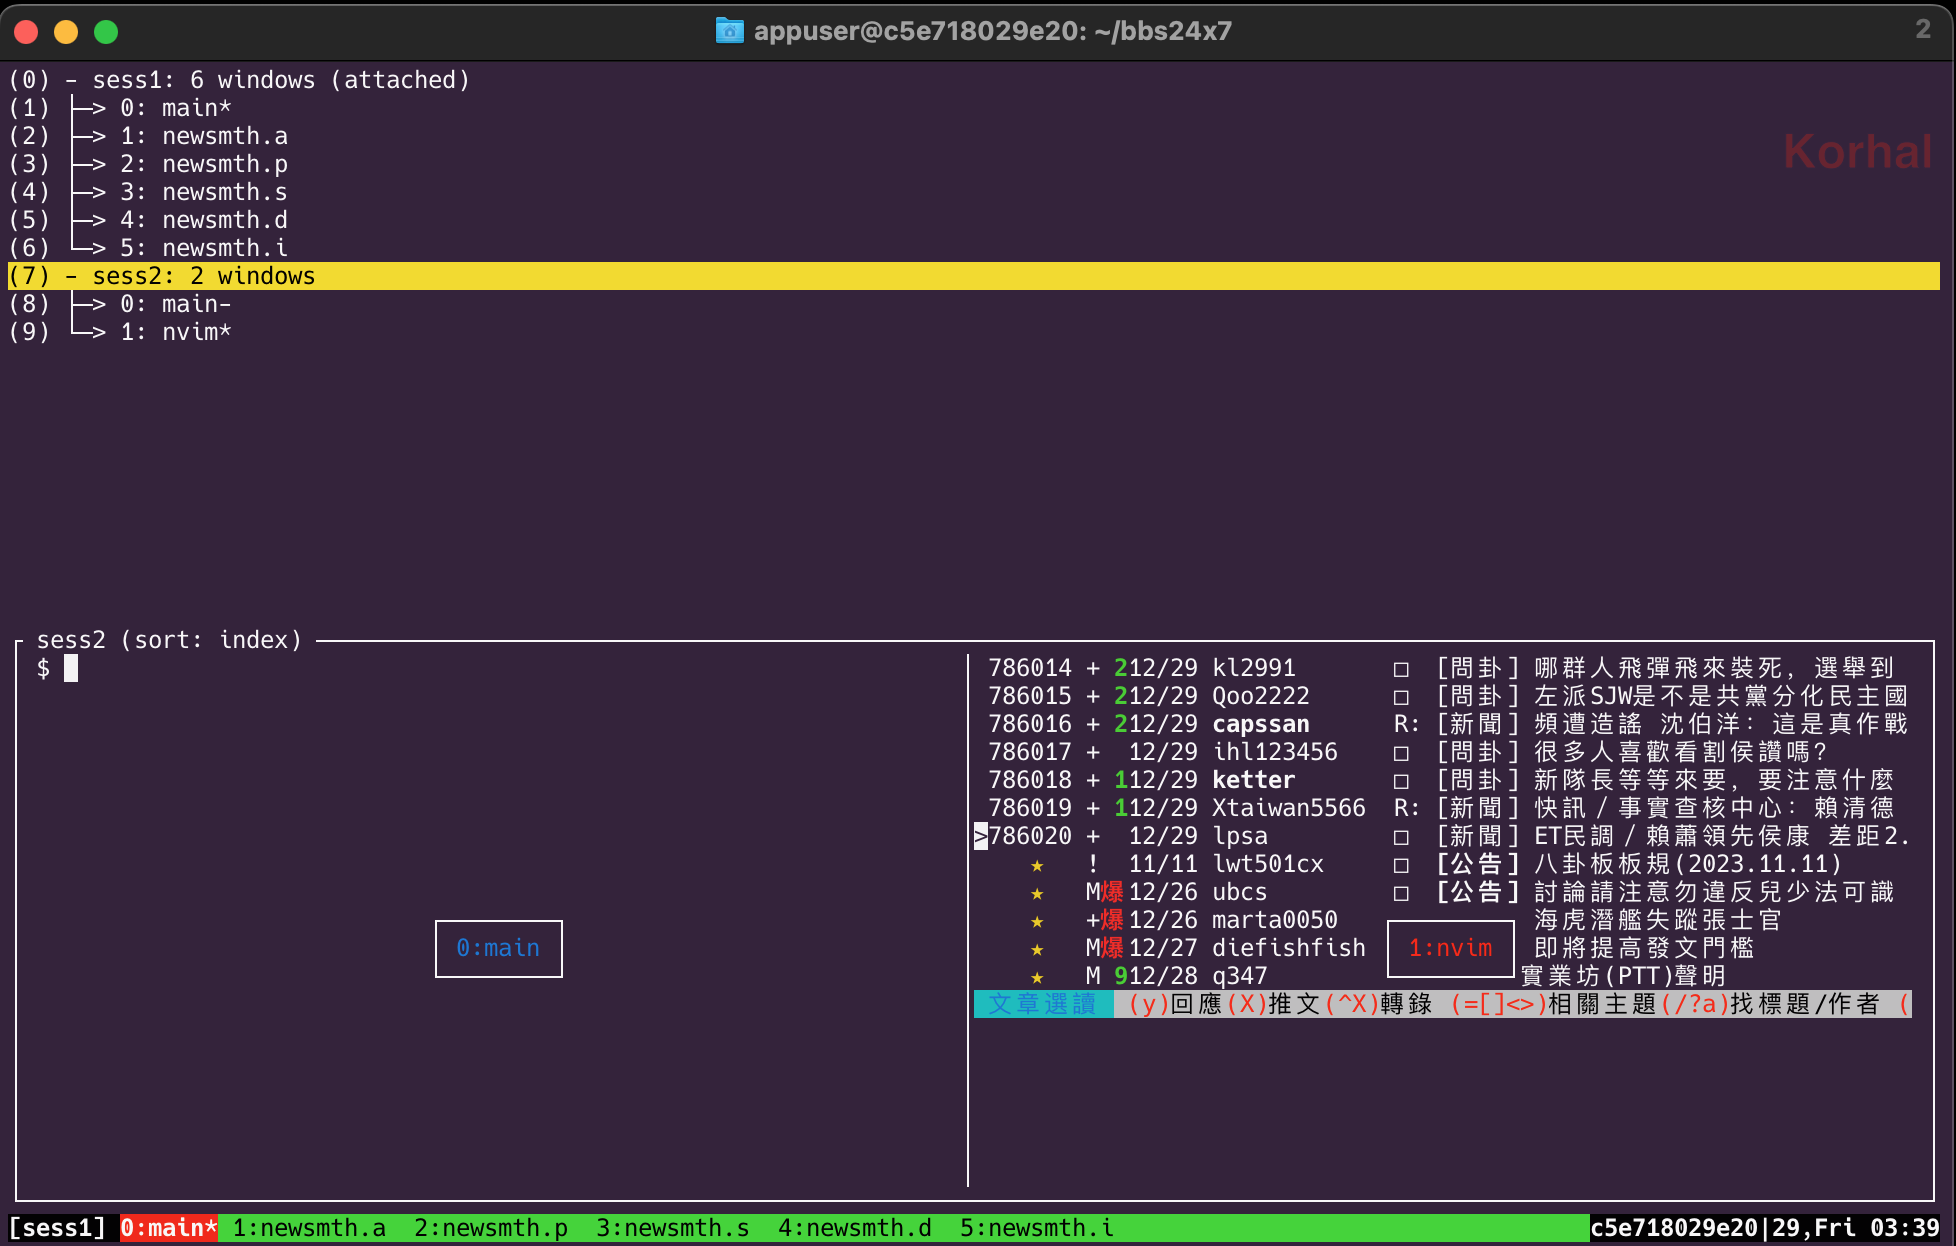 appuser@c5e718029e20: ~/bbs24x7
2
(0) - sess1: 6 windows (attached)
(1) ├─> 0: main*
(2) ├─> 1: newsmth.a
Korhal
(3) ├─> 2: newsmth.p
(4) ├─> 3: newsmth.s
(5) ├─> 4: newsmth.d
(6) └─> 5: newsmth.i
(7) - sess2: 2 windows
(8) ├─> 0: main-
(9) └─> 1: nvim*
sess2 (sort: index)
$
0:main
786014 + 212/29 kl2991 □ [問卦] 哪群人飛彈飛來裝死, 選舉到
786015 + 212/29 Qoo2222 □ [問卦] 左派SJW是不是共黨分化民主國
786016 + 212/29 capssan R: [新聞] 頻遭造謠 沈伯洋: 這是真作戰
786017 + 12/29 ihl123456 □ [問卦] 很多人喜歡看割侯讚嗎?
786018 + 112/29 ketter □ [問卦] 新隊長等等來要, 要注意什麼
786019 + 112/29 Xtaiwan5566 R: [新聞] 快訊／事實查核中心: 賴清德
>786020 + 12/29 lpsa □ [新聞] ET民調／賴蕭領先侯康 差距2.
★ ! 11/11 lwt501cx □ [公告] 八卦板板規(2023.11.11)
★ M爆12/26 ubcs □ [公告] 討論請注意勿違反兒少法可識
★ +爆12/26 marta0050 海虎潛艦失蹤張士官
★ M爆12/27 diefishfish 即將提高發文門檻
1:nvim
★ M 912/28 q347 實業坊(PTT)聲明
文章選讀 (y)回應(X)推文(^X)轉錄 (=[]<>)相關主題(/?a)找標題/作者 (
[sess1] 0:main* 1:newsmth.a 2:newsmth.p 3:newsmth.s 4:newsmth.d 5:newsmth.i c5e718029e20|29,Fri 03:39